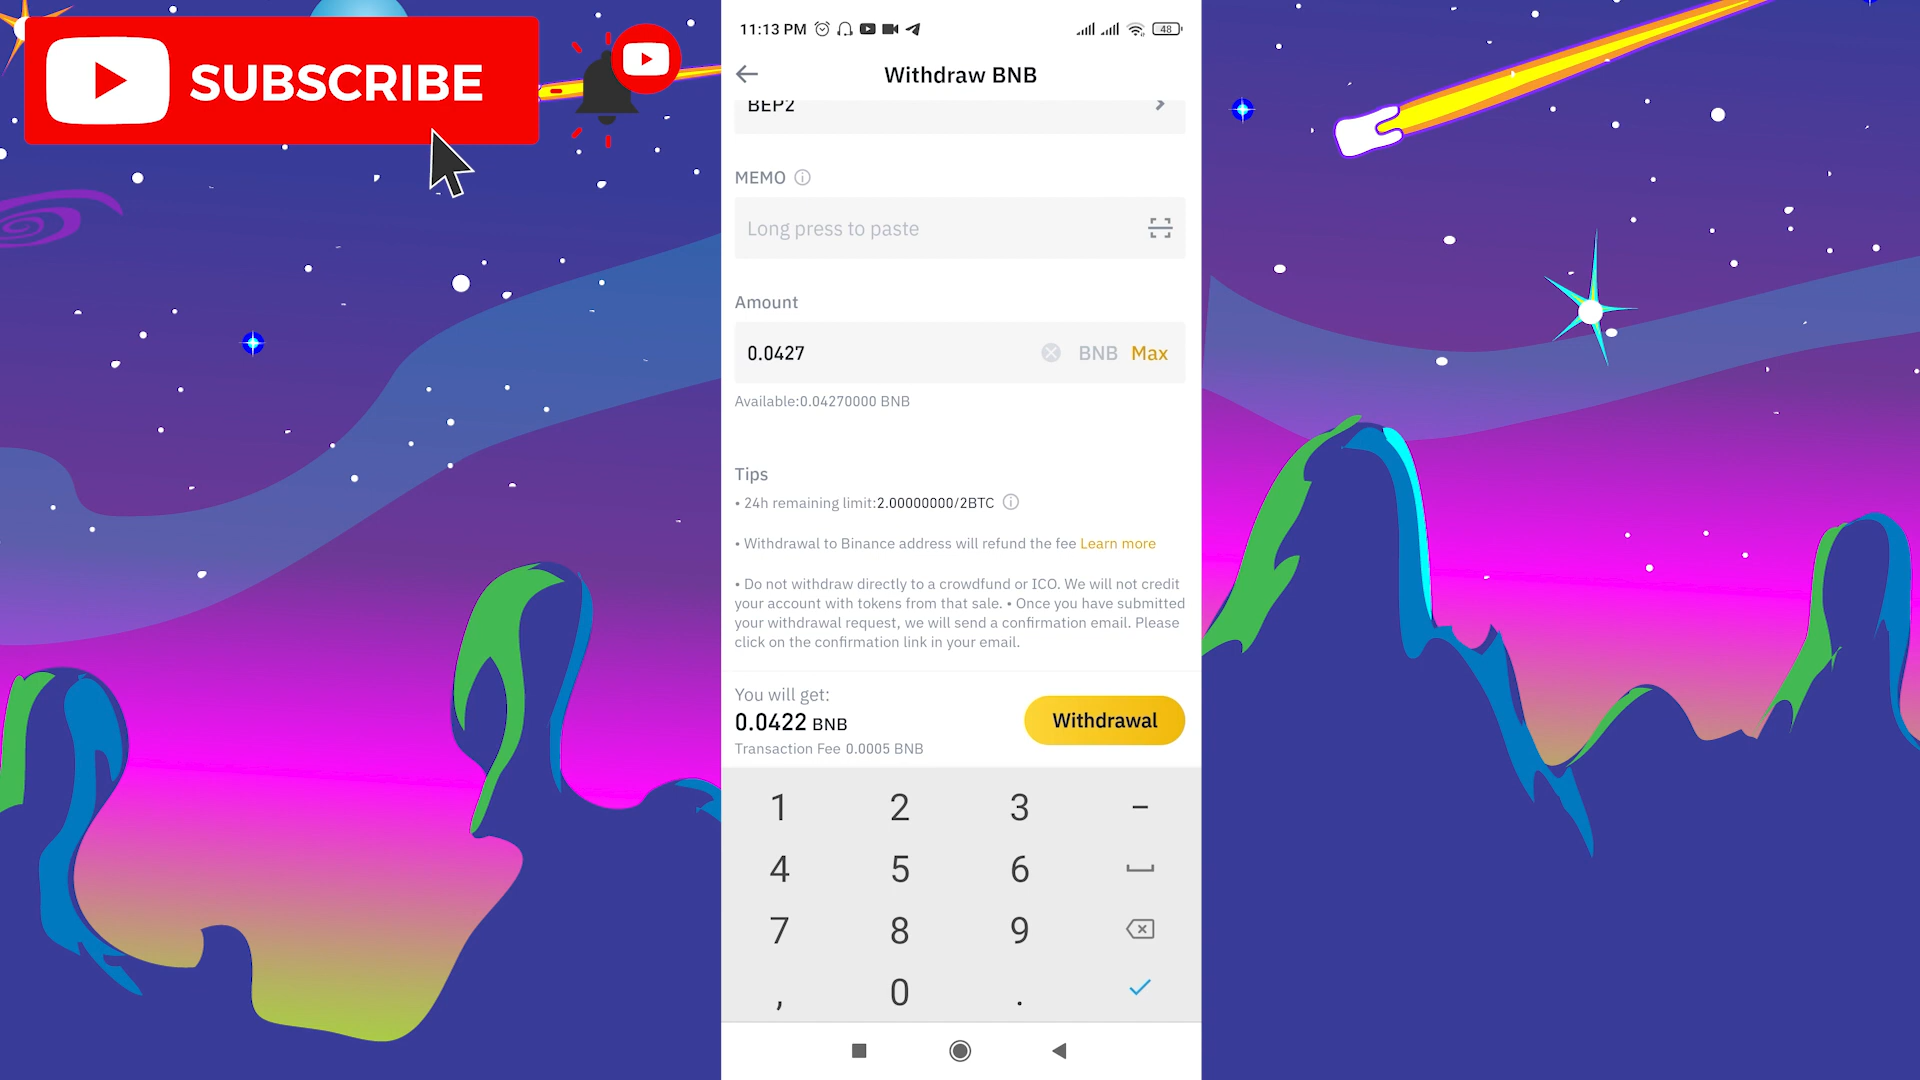 SUBSCRIBE
11:13 PM
48
Withdraw BNB
BEP2
MEMO
Long press to paste
Amount
0.0427 BNB Max
Available:0.04270000 BNB
Tips
• 24h remaining limit:2.00000000/2BTC
• Withdrawal to Binance address will refund the fee Learn more
• Do not withdraw directly to a crowdfund or ICO. We will not credit
your account with tokens from that sale. • Once you have submitted
your withdrawal request, we will send a confirmation email. Please
click on the confirmation link in your email.
You will get:
0.0422 BNB
Withdrawal
Transaction Fee 0.0005 BNB
1 2 3 -
4 5 6
7 8 9
, 0 .